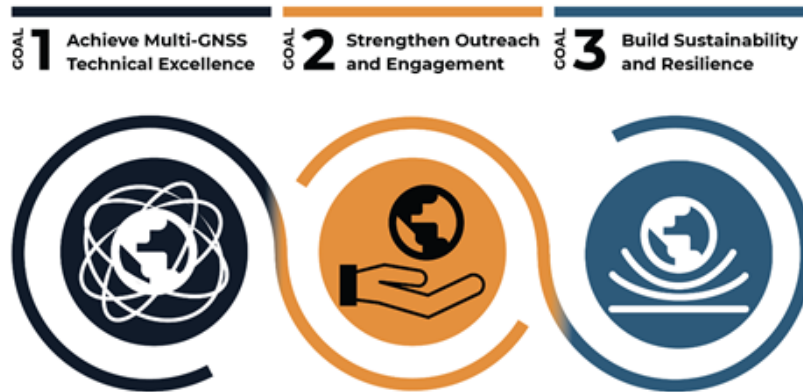 GOAL 1 Achieve Multi-GNSS
Technical Excellence
GOAL 2 Strengthen Outreach
and Engagement
GOAL 3 Build Sustainability
and Resilience